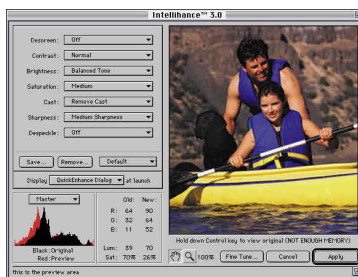 Intellihance™ 3.0
Descreen: Off
Contrast: Normal
Brightness: Balanced Tone
Saturation: Medium
Cast: Remove Cast
Sharpness: Medium Sharpness
Despeckle: Off
Save... Remove... Default
Display QuickEnhance Dialog at launch
Master
Old: New:
R: 64 90
G: 32 64
B: 11 52
Lum: 39 70
Sat: 70% 26%
Black: Original
Red: Preview
Hold down Control key to view original (NOT ENOUGH MEMORY)
100% Fine Tune... Cancel Apply
this is the preview area